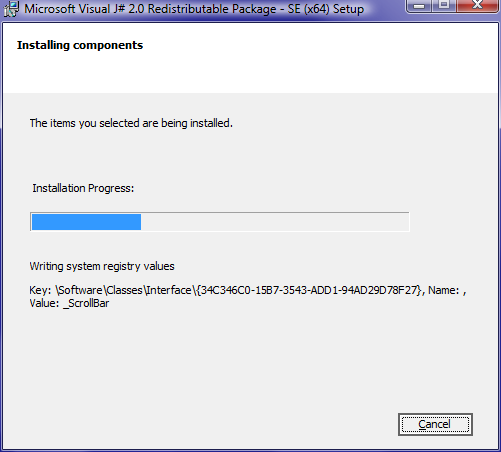 Microsoft Visual J# 2.0 Redistributable Package - SE (x64) Setup
Installing components
The items you selected are being installed.
Installation Progress:
Writing system registry values
Key: \Software\Classes\Interface\{34C346C0-15B7-3543-ADD1-94AD29D78F27}, Name: ,
Value: _ScrollBar
Cancel